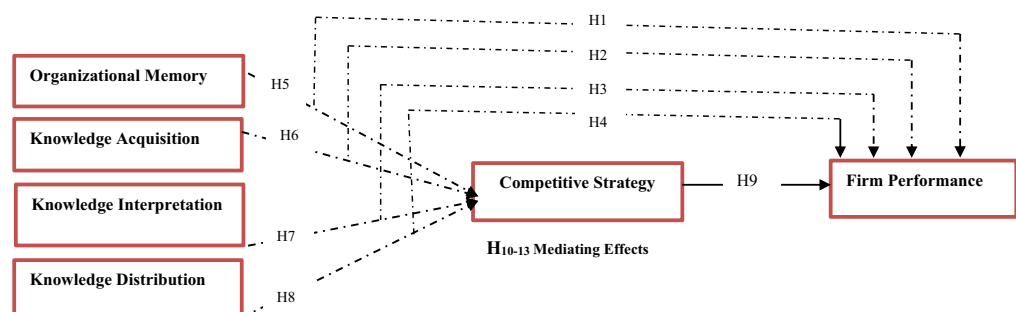 H1
H2
H3
H4
Organizational Memory
H5
Knowledge Acquisition
H6
Knowledge Interpretation
H7
Knowledge Distribution
H8
Competitive Strategy
H9
Firm Performance
H10-13 Mediating Effects